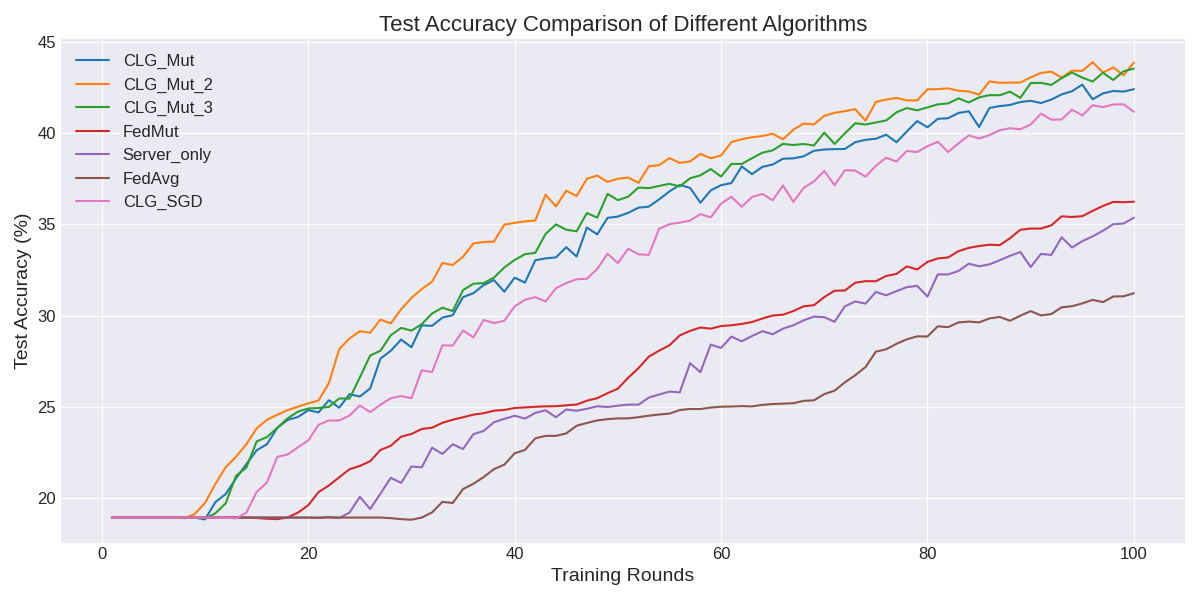 Test Accuracy Comparison of Different Algorithms
45
40
35
30
25
20
Test Accuracy (%)
CLG_Mut
CLG_Mut_2
CLG_Mut_3
FedMut
Server_only
FedAvg
CLG_SGD
0 20 40 60 80 100
Training Rounds